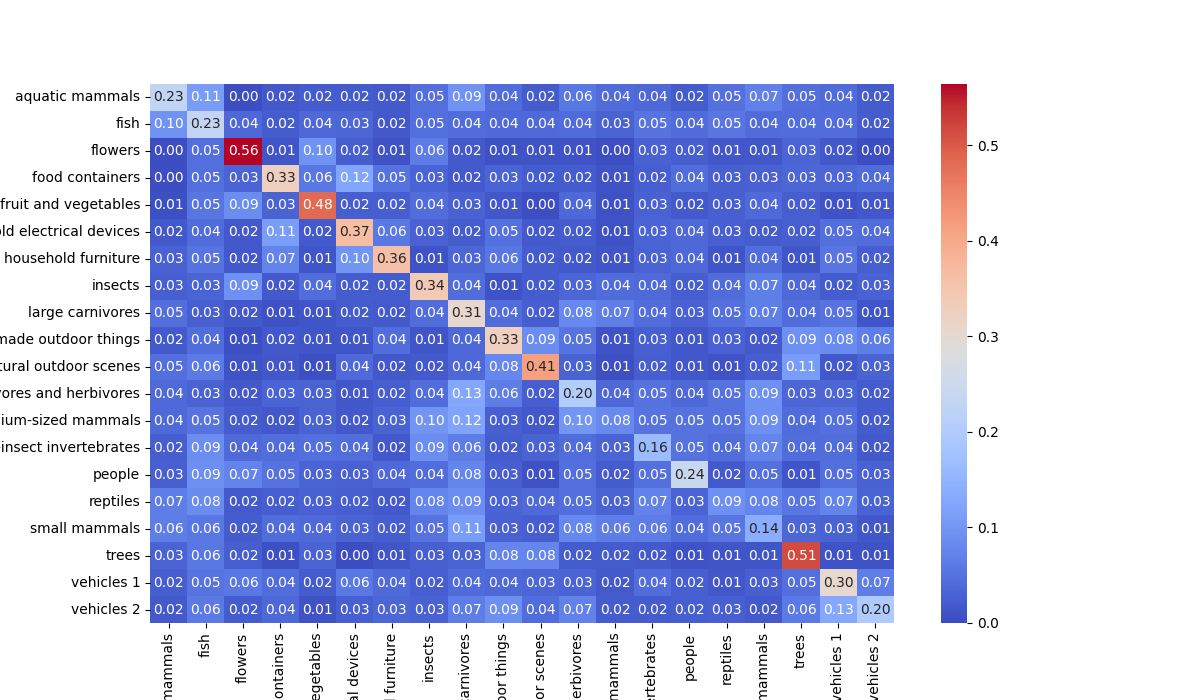 aquatic mammals 0.23 0.11 0.00 0.02 0.02 0.02 0.02 0.05 0.09 0.04 0.02 0.06 0.04 0.04 0.02 0.05 0.07 0.05 0.04 0.02
fish 0.10 0.23 0.04 0.02 0.04 0.03 0.02 0.05 0.04 0.04 0.04 0.04 0.03 0.05 0.04 0.05 0.04 0.04 0.04 0.02
flowers 0.00 0.05 0.56 0.01 0.10 0.02 0.01 0.06 0.02 0.01 0.01 0.01 0.00 0.03 0.02 0.01 0.01 0.03 0.02 0.00
0.5
food containers 0.00 0.05 0.03 0.33 0.06 0.12 0.05 0.03 0.02 0.03 0.02 0.02 0.01 0.02 0.04 0.03 0.03 0.03 0.03 0.04
fruit and vegetables 0.01 0.05 0.09 0.03 0.48 0.02 0.02 0.04 0.03 0.01 0.00 0.04 0.01 0.03 0.02 0.03 0.04 0.02 0.01 0.01
old electrical devices 0.02 0.04 0.02 0.11 0.02 0.37 0.06 0.03 0.02 0.05 0.02 0.02 0.01 0.03 0.04 0.03 0.02 0.02 0.05 0.04
0.4
household furniture 0.03 0.05 0.02 0.07 0.01 0.10 0.36 0.01 0.03 0.06 0.02 0.02 0.01 0.03 0.04 0.01 0.04 0.01 0.05 0.02
insects 0.03 0.03 0.09 0.02 0.04 0.02 0.02 0.34 0.04 0.01 0.02 0.03 0.04 0.04 0.02 0.04 0.07 0.04 0.02 0.03
large carnivores 0.05 0.03 0.02 0.01 0.01 0.02 0.02 0.04 0.31 0.04 0.02 0.08 0.07 0.04 0.03 0.05 0.07 0.04 0.05 0.01
0.3
made outdoor things 0.02 0.04 0.01 0.02 0.01 0.01 0.04 0.01 0.04 0.33 0.09 0.05 0.01 0.03 0.01 0.03 0.02 0.09 0.08 0.06
tural outdoor scenes 0.05 0.06 0.01 0.01 0.01 0.04 0.02 0.02 0.04 0.08 0.41 0.03 0.01 0.02 0.01 0.01 0.02 0.11 0.02 0.03
vores and herbivores 0.04 0.03 0.02 0.03 0.03 0.01 0.02 0.04 0.13 0.06 0.02 0.20 0.04 0.05 0.04 0.05 0.09 0.03 0.03 0.02
ium-sized mammals 0.04 0.05 0.02 0.02 0.03 0.02 0.03 0.10 0.12 0.04 0.02 0.10 0.08 0.05 0.05 0.05 0.09 0.04 0.05 0.02
0.2
insect invertebrates 0.02 0.09 0.04 0.04 0.05 0.04 0.02 0.09 0.06 0.02 0.03 0.04 0.03 0.16 0.05 0.04 0.07 0.04 0.04 0.02
people 0.03 0.09 0.07 0.05 0.03 0.03 0.04 0.04 0.08 0.03 0.01 0.05 0.02 0.05 0.24 0.02 0.05 0.01 0.05 0.03
reptiles 0.07 0.08 0.02 0.02 0.03 0.02 0.02 0.08 0.09 0.03 0.04 0.05 0.03 0.07 0.03 0.09 0.08 0.05 0.07 0.03
0.1
small mammals 0.06 0.06 0.02 0.04 0.04 0.03 0.02 0.05 0.11 0.03 0.02 0.08 0.06 0.06 0.04 0.05 0.14 0.03 0.03 0.01
trees 0.03 0.06 0.02 0.01 0.03 0.00 0.01 0.03 0.03 0.08 0.08 0.02 0.02 0.02 0.01 0.01 0.01 0.51 0.01 0.01
vehicles 1 0.02 0.05 0.06 0.04 0.02 0.06 0.04 0.02 0.04 0.04 0.03 0.03 0.02 0.04 0.02 0.01 0.03 0.05 0.30 0.07
vehicles 2 0.02 0.06 0.02 0.04 0.01 0.03 0.03 0.03 0.07 0.09 0.04 0.07 0.02 0.02 0.02 0.03 0.02 0.06 0.13 0.20
0.0
mammals
fish
flowers
ontainers
egetables
al devices
furniture
insects
arnivores
oor things
or scenes
erbivores
mammals
ertebrates
people
reptiles
mammals
trees
vehicles 1
vehicles 2